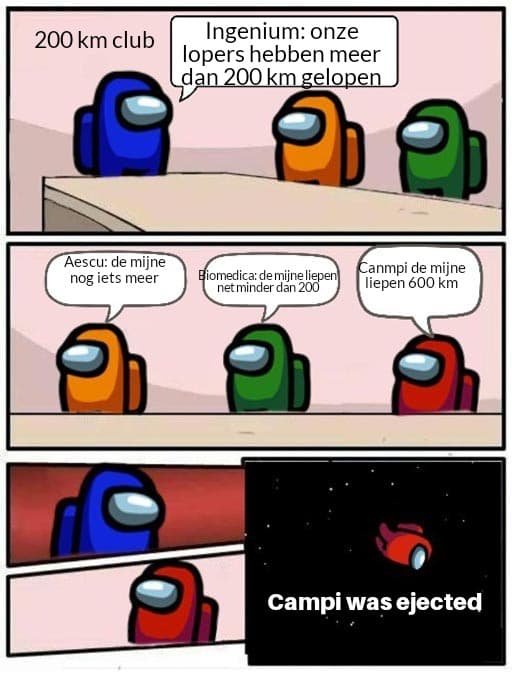 200 km club
Ingenium: onze
lopers hebben meer
dan 200 km gelopen
Aescu: de mijne
nog iets meer
Biomedica: de mijne liepen
net minder dan 200
Canmpi de mijne
liepen 600 km
Campi was ejected